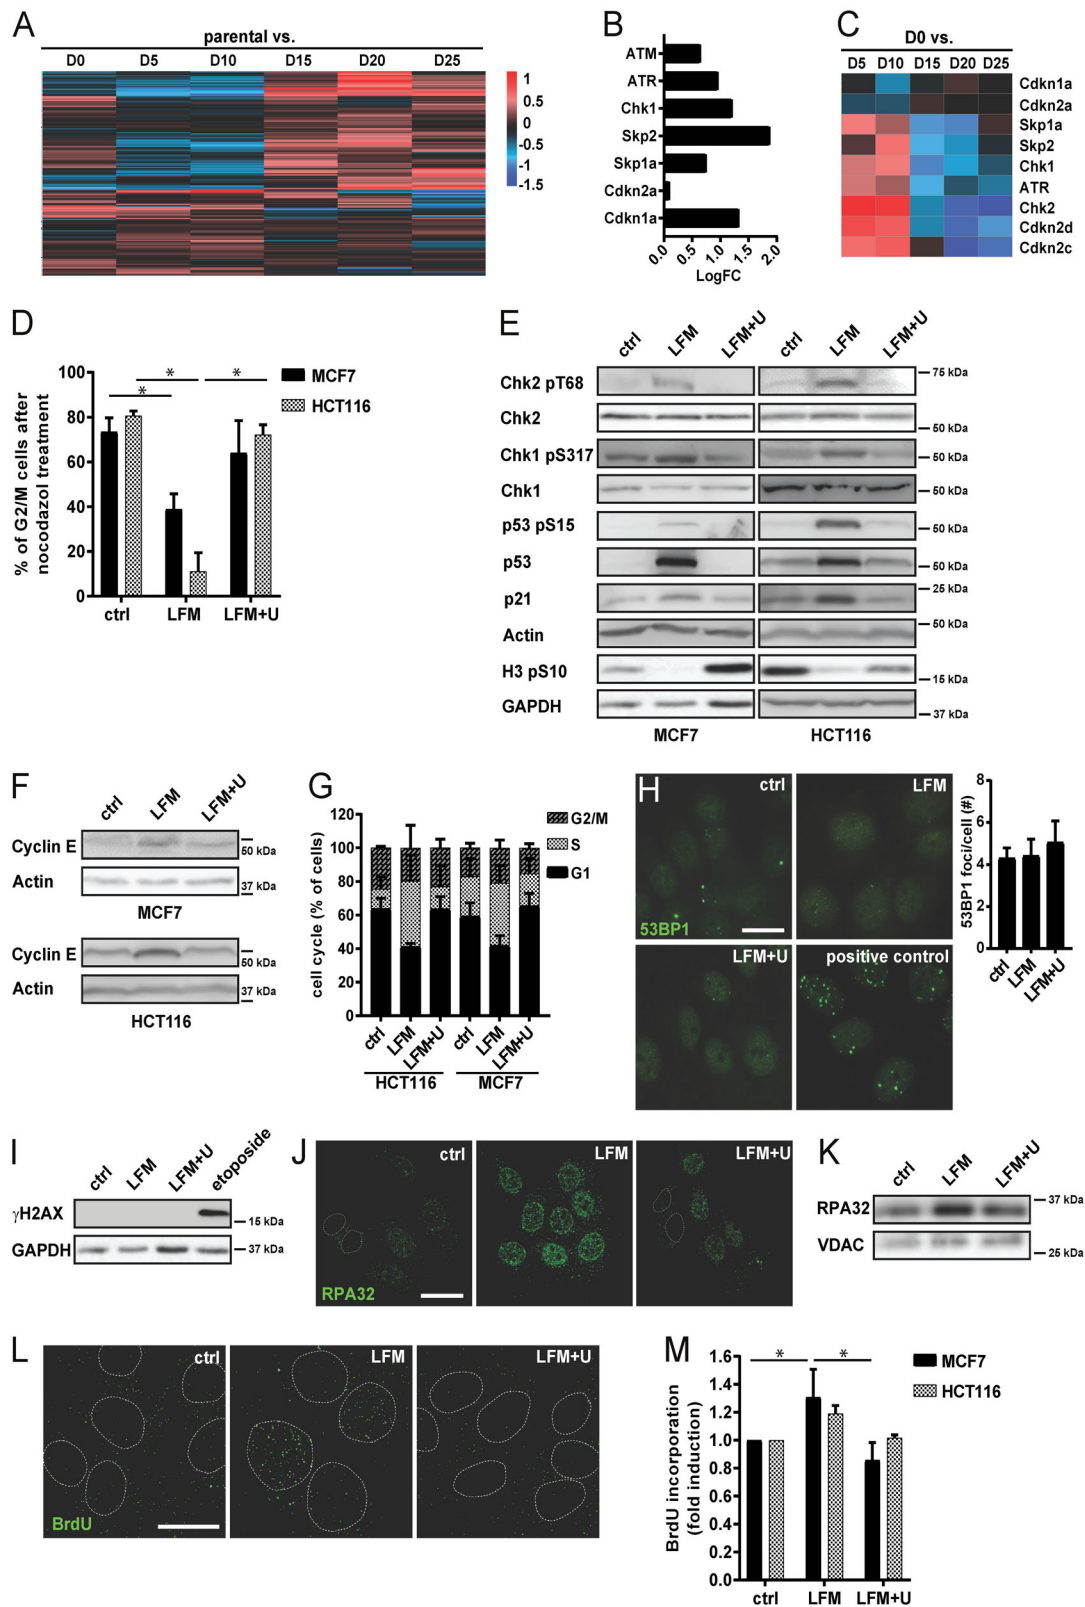 A
parental vs.
D0 D5 D10 D15 D20 D25
1
0.5
0
-0.5
-1
-1.5
B
ATM
ATR
Chk1
Skp2
Skp1a
Cdkn2a
Cdkn1a
0.0 0.5 1.0 1.5 2.0
LogFC
C
D0 vs.
D5 D10 D15 D20 D25
Cdkn1a
Cdkn2a
Skp1a
Skp2
Chk1
ATR
Chk2
Cdkn2d
Cdkn2c
D
% of G2/M cells after
nocodazol treatment
100
80
60
40
20
0
* * *
MCF7
HCT116
ctrl LFM LFM+U
E
ctrl LFM LFM+U ctrl LFM LFM+U
Chk2 pT68 75 kDa
Chk2 50 kDa
Chk1 pS317 50 kDa
Chk1 50 kDa
p53 pS15 50 kDa
p53 50 kDa
p21 25 kDa
Actin 50 kDa
H3 pS10 15 kDa
GAPDH 37 kDa
MCF7 HCT116
F
ctrl LFM LFM+U
Cyclin E 50 kDa
Actin 37 kDa
MCF7
Cyclin E 50 kDa
Actin 37 kDa
HCT116
G
cell cycle (% of cells)
120
100
80
60
40
20
0
G2/M
S
G1
ctrl LFM LFM+U ctrl LFM LFM+U
HCT116 MCF7
H
ctrl LFM
53BP1
LFM+U positive control
53BP1 foci/cell (#)
8
6
4
2
0
ctrl LFM LFM+U
I
ctrl LFM LFM+U etoposide
γH2AX 15 kDa
GAPDH 37 kDa
J
ctrl LFM LFM+U
RPA32
K
ctrl LFM LFM+U
RPA32 37 kDa
VDAC 25 kDa
L
ctrl LFM LFM+U
BrdU
M
BrdU incorporation
(fold induction)
1.6
1.4
1.2
1.0
0.8
0.6
0.4
0.2
0.0
* *
MCF7
HCT116
ctrl LFM LFM+U